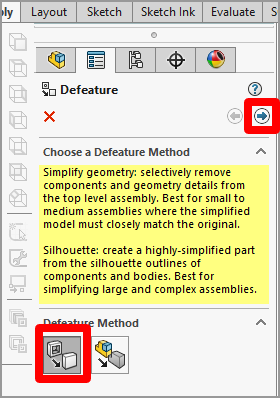 ly Layout Sketch Sketch Ink Evaluate S
Defeature
Choose a Defeature Method
Simplify geometry: selectively remove
components and geometry details from
the top level assembly. Best for small to
medium assemblies where the simplified
model must closely match the original.
Silhouette: create a highly-simplified part
from the silhouette outlines of
components and bodies. Best for
simplifying large and complex assemblies.
Defeature Method